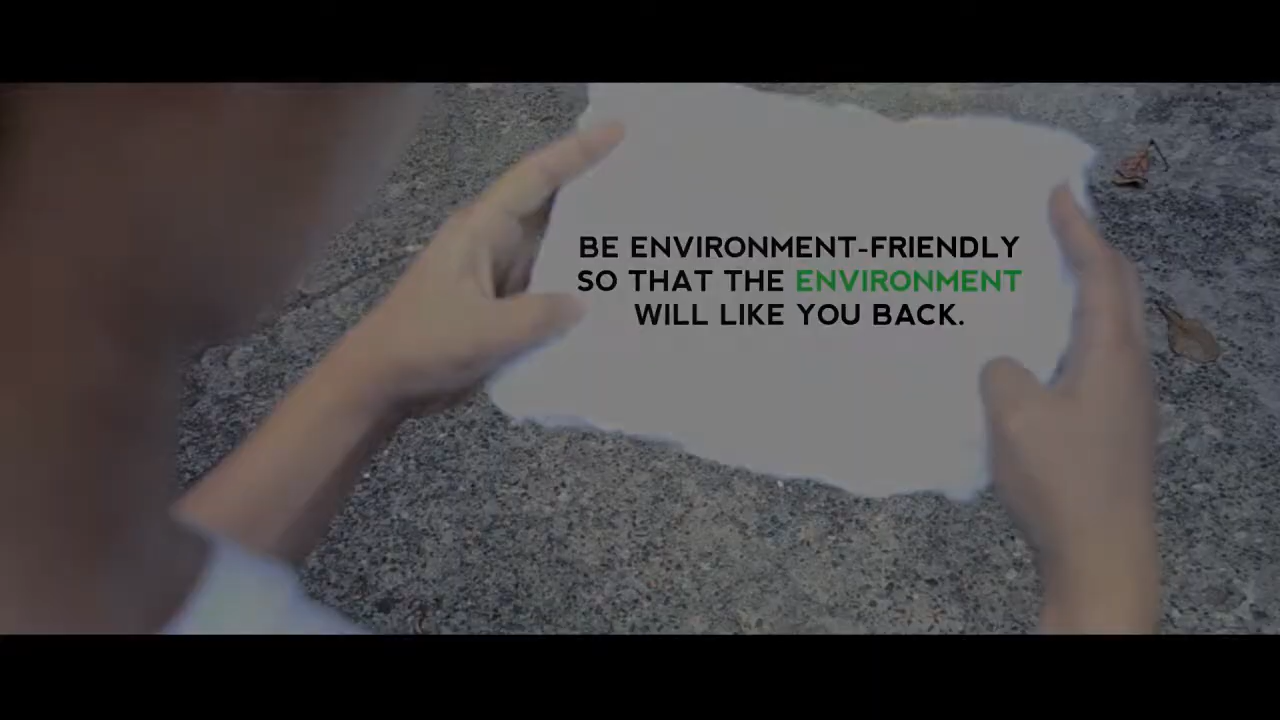 BE ENVIRONMENT-FRIENDLY
SO THAT THE ENVIRONMENT
WILL LIKE YOU BACK.